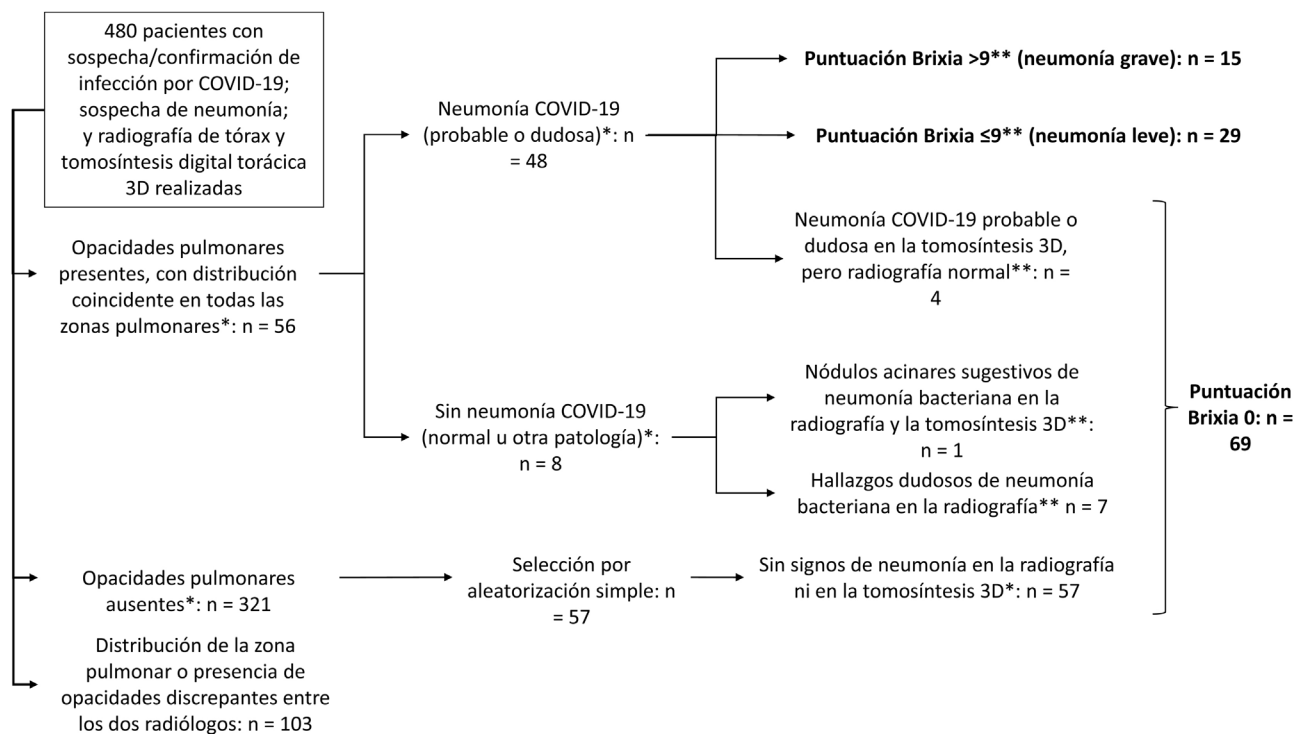 480 pacientes con
sospecha/confirmación de
infección por COVID-19;
sospecha de neumonía;
y radiografía de tórax y
tomosíntesis digital torácica
3D realizadas
Opacidades pulmonares
presentes, con distribución
coincidente en todas las
zonas pulmonares*: n = 56
Neumonía COVID-19
(probable o dudosa)*: n
= 48
Puntuación Brixia >9** (neumonía grave): n = 15
Puntuación Brixia ≤9** (neumonía leve): n = 29
Neumonía COVID-19 probable o
dudosa en la tomosíntesis 3D,
pero radiografía normal**: n =
4
Sin neumonía COVID-19
(normal u otra patología)*:
n = 8
Nódulos acinares sugestivos de
neumonía bacteriana en la
radiografía y la tomosíntesis 3D**:
n = 1
Hallazgos dudosos de neumonía
bacteriana en la radiografía** n = 7
Opacidades pulmonares
ausentes*: n = 321
Selección por
aleatorización simple: n
= 57
Sin signos de neumonía en la radiografía
ni en la tomosíntesis 3D*: n = 57
Puntuación
Brixia 0: n =
69
Distribución de la zona
pulmonar o presencia de
opacidades discrepantes entre
los dos radiólogos: n = 103